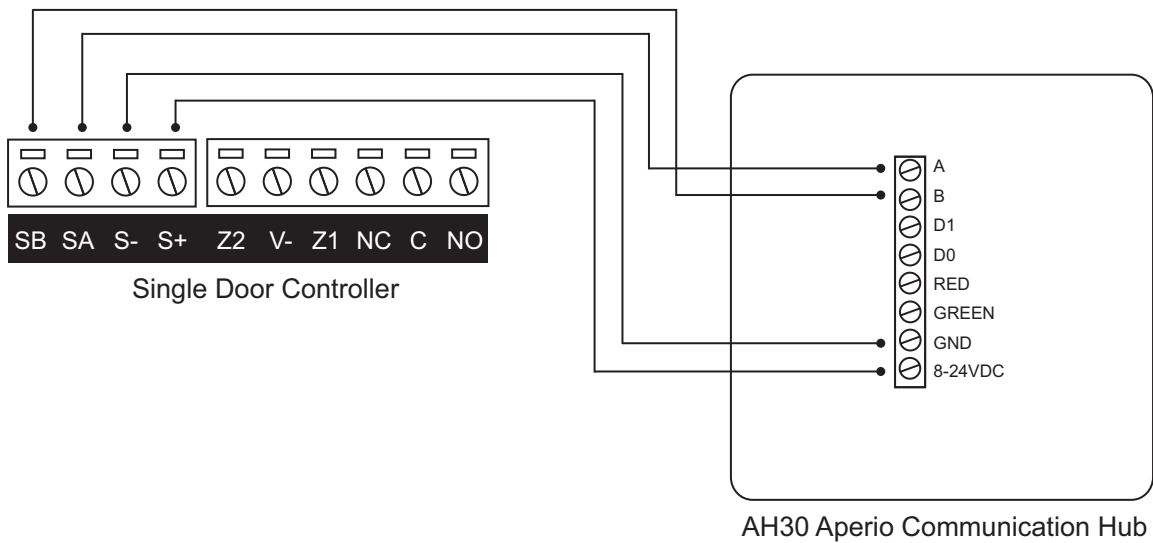 A
B
D1
D0
RED
GREEN
GND
8-24VDC
SB SA S- S+ Z2 V- Z1 NC C NO
Single Door Controller
AH30 Aperio Communication Hub